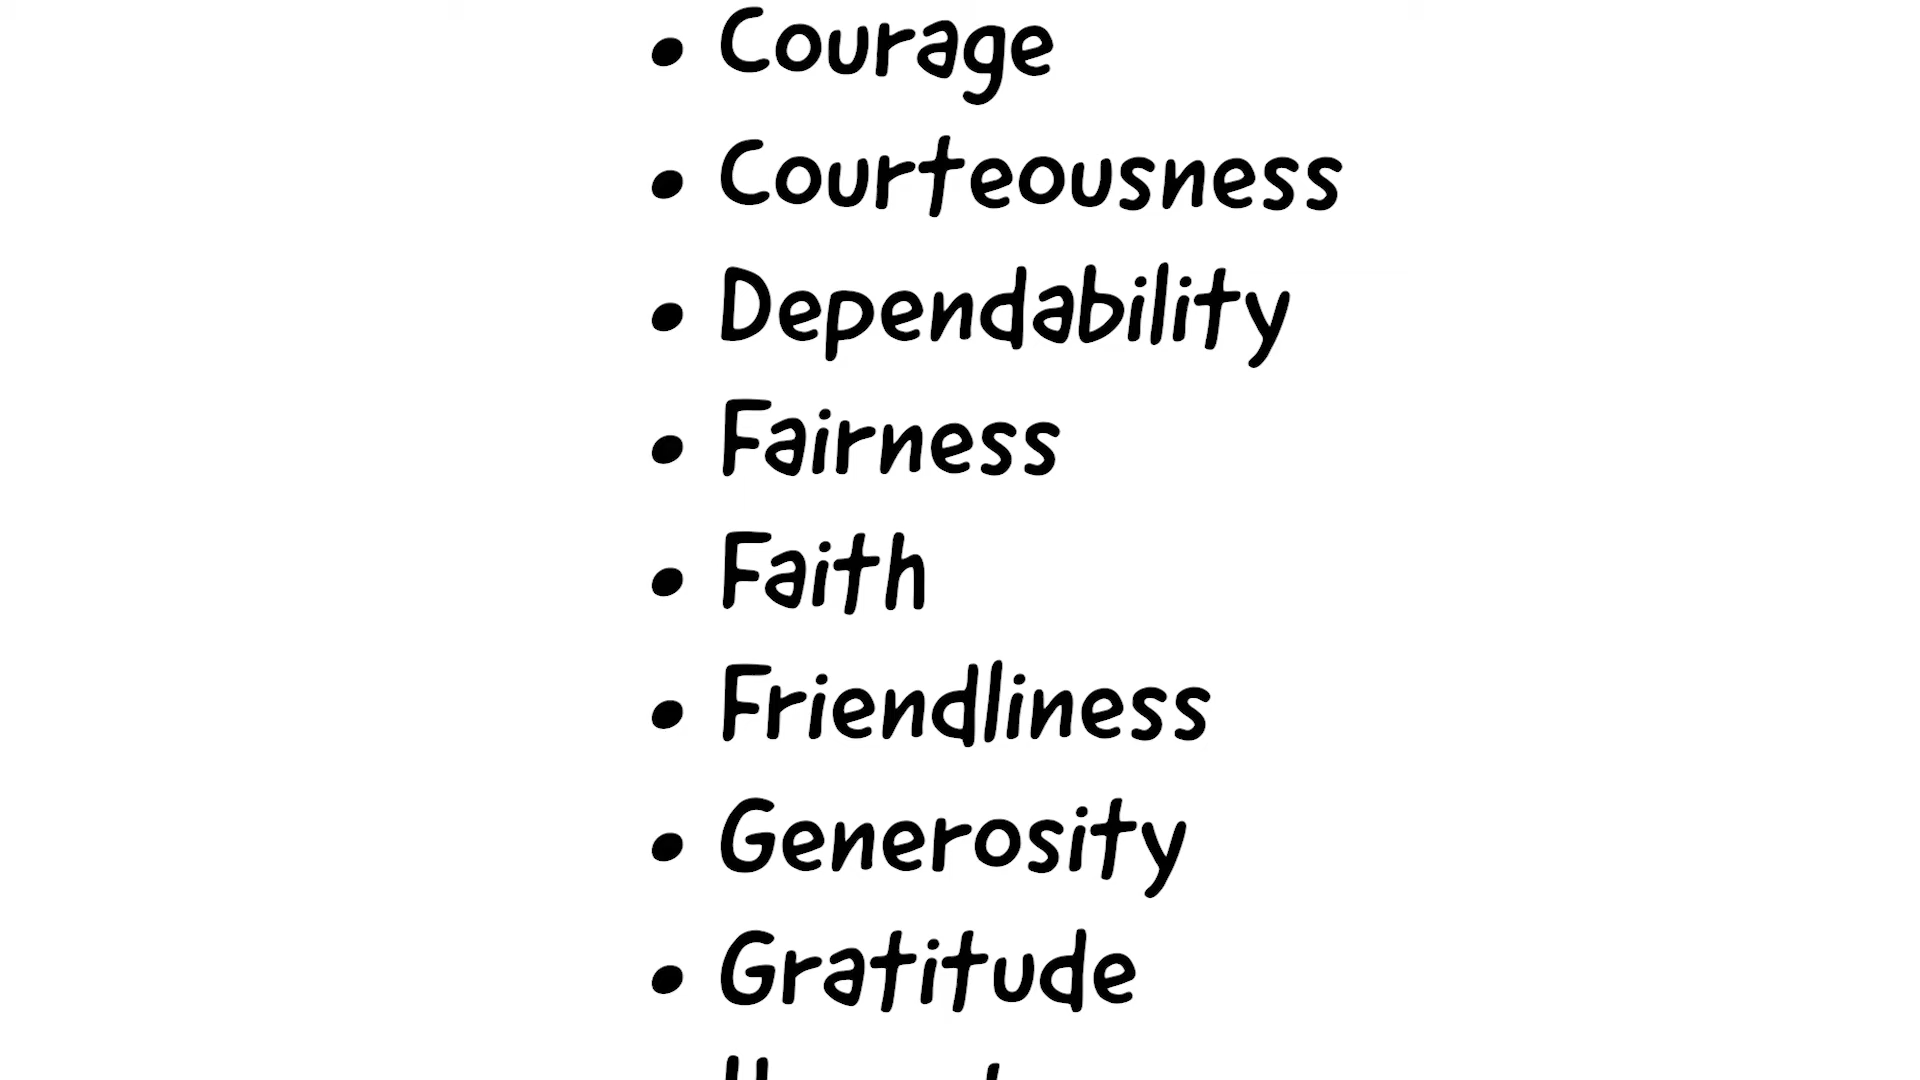 • Courage
• Courteousness
• Dependability
• Fairness
• Faith
• Friendliness
• Generosity
• Gratitude